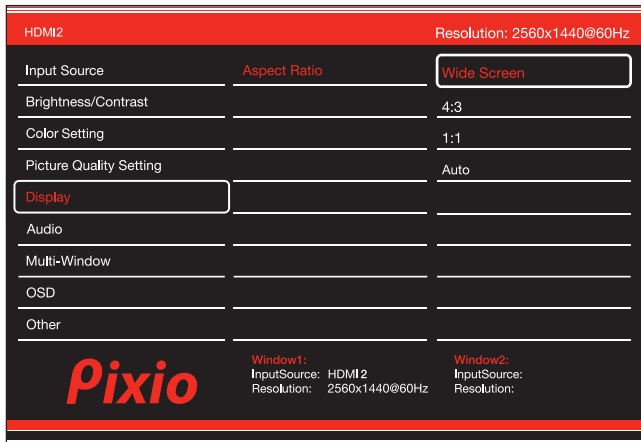 HDMI2 Resolution: 2560x1440@60Hz
Input Source Aspect Ratio Wide Screen
Brightness/Contrast 4:3
Color Setting 1:1
Picture Quality Setting Auto
Display
Audio
Multi-Window
OSD
Other
Pixio
Window1:
InputSource: HDMI 2
Resolution: 2560x1440@60Hz
Window2:
InputSource:
Resolution: